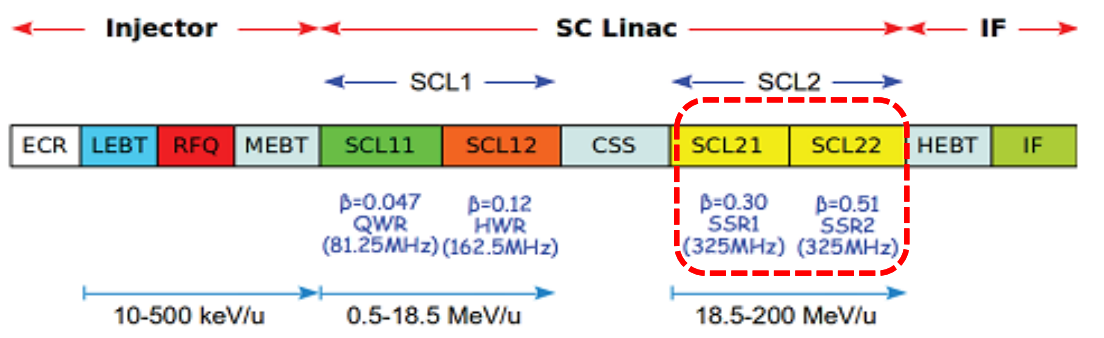 Injector SC Linac IF
SCL1 SCL2
ECR LEBT RFQ MEBT SCL11 SCL12 CSS SCL21 SCL22 HEBT IF
β=0.047 β=0.12 β=0.30 β=0.51
QWR HWR SSR1 SSR2
(81.25MHz) (162.5MHz) (325MHz) (325MHz)
10-500 keV/u 0.5-18.5 MeV/u 18.5-200 MeV/u